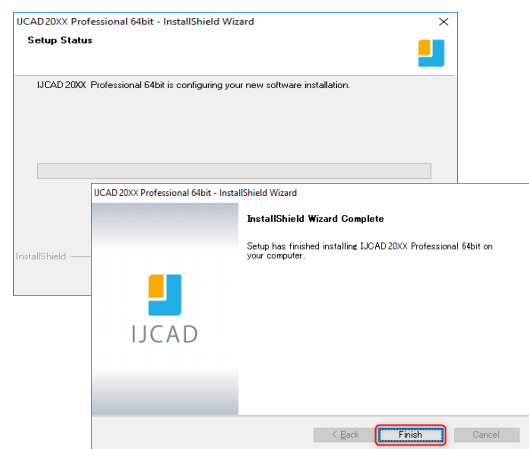 IJCAD20XX Professional 64bit - InstallShield Wizard
Setup Status
IJCAD 20XX Professional 64bit is configuring your new software installation.
InstallShield
IJCAD 20XX Professional 64bit - InstallShield Wizard
InstallShield Wizard Complete
Setup has finished installing IJCAD 20XX Professional 64bit on
your computer.
IJCAD
< Back Finish Cancel